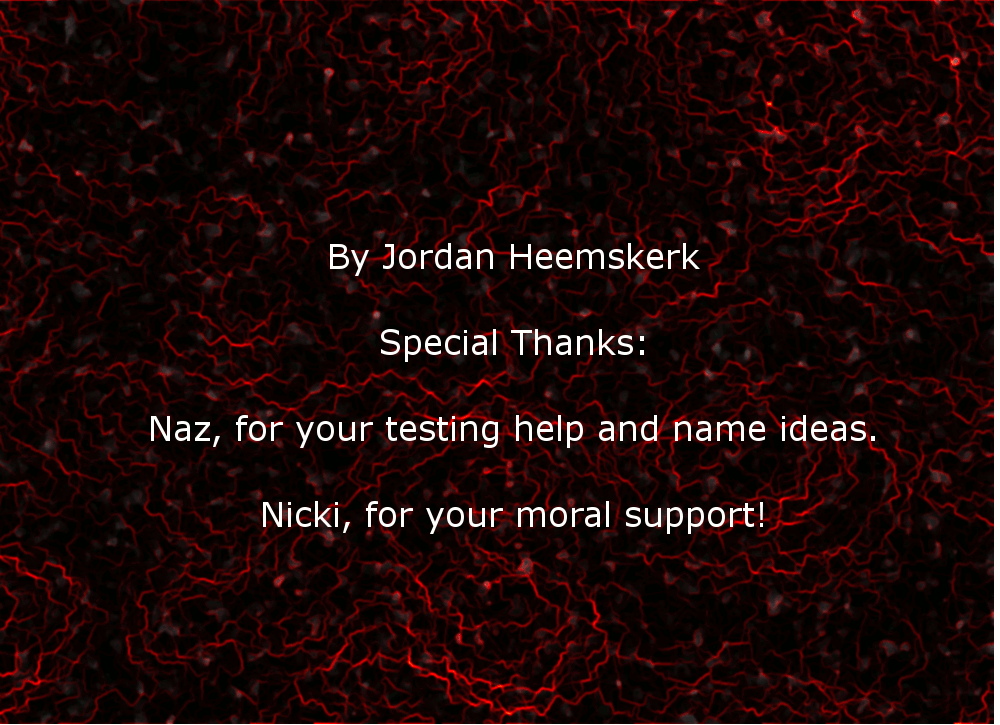 By Jordan Heemskerk
Special Thanks:
Naz, for your testing help and name ideas.
Nicki, for your moral support!